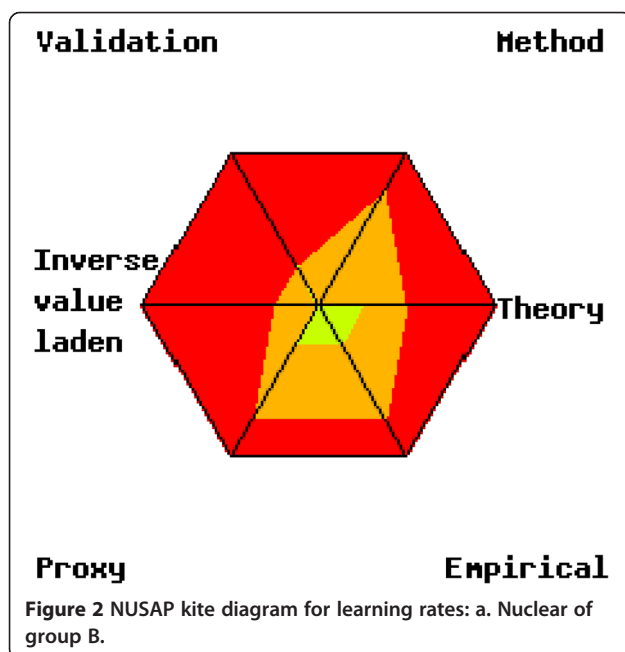 Validation
Method
Inverse
value
laden
Theory
Proxy
Empirical
Figure 2 NUSAP kite diagram for learning rates: a. Nuclear of
group B.